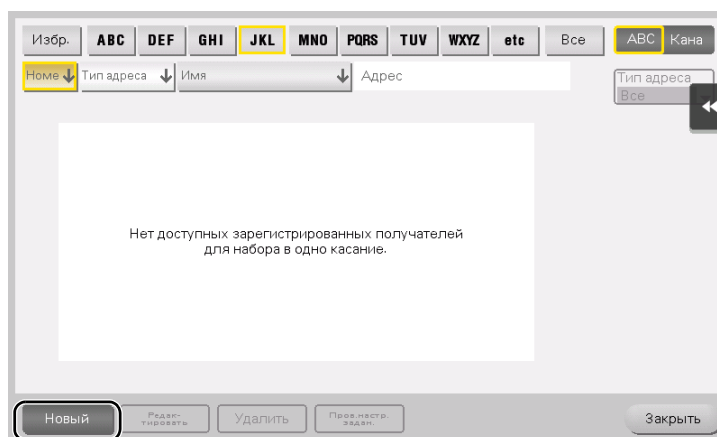 Избр. ABC DEF GHI JKL MNO PQRS TUV WXYZ etc Все ABC Кана
Номе Тип адреса Имя Адрес
Тип адреса
Все
Нет доступных зарегистрированных получателей
для набора в одно касание.
Новый Редак- Удалить Пров.настр. Закрыть
тировать задан.